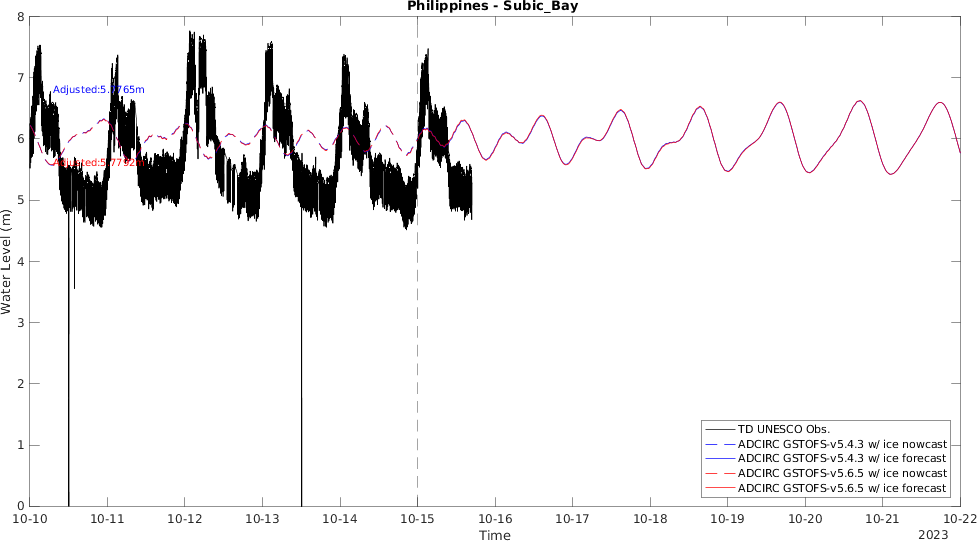 Philippines - Subic_Bay
8
7
6
5
4
3
2
1
0
Water Level (m)
Adjusted:5.7765m
Adjusted:5.7792m
TD UNESCO Obs.
ADCIRC GSTOFS-v5.4.3 w/ ice nowcast
ADCIRC GSTOFS-v5.4.3 w/ ice forecast
ADCIRC GSTOFS-v5.6.5 w/ ice nowcast
ADCIRC GSTOFS-v5.6.5 w/ ice forecast
10-10 10-11 10-12 10-13 10-14 10-15 10-16 10-17 10-18 10-19 10-20 10-21 10-22
Time
2023